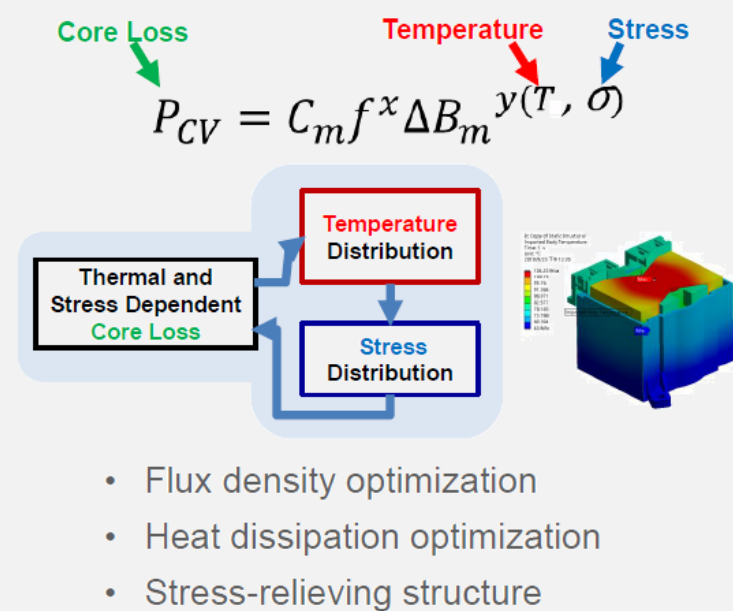 Core Loss
Temperature
Stress
P_CV = C_m f^x ΔB_m^y(T, σ)
Temperature
Distribution
Thermal and
Stress Dependent
Core Loss
Stress
Distribution
• Flux density optimization
• Heat dissipation optimization
• Stress-relieving structure